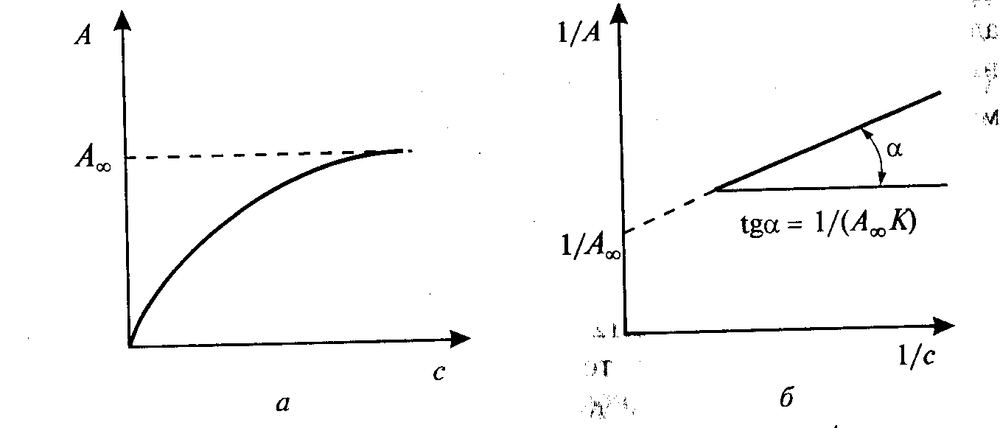 A
A∞
c
а
1/A
1/A∞
α
tgα = 1/(A∞K)
1/c
б